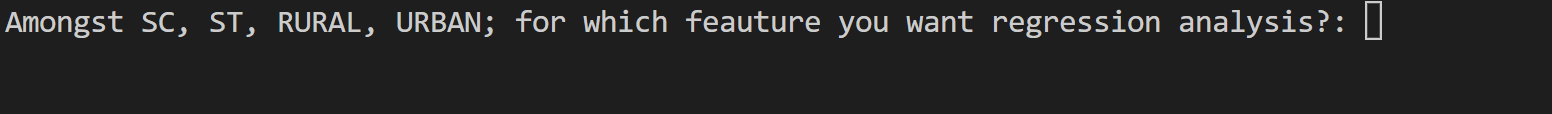 Amongst SC, ST, RURAL, URBAN; for which feauture you want regression analysis?: